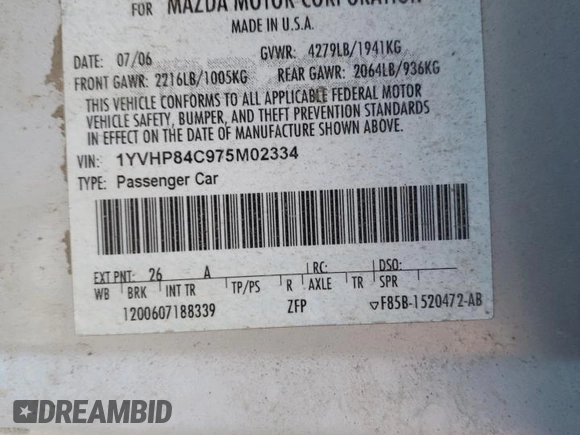 FOR MAZDA MOTOR CORPORATION
MADE IN U.S.A.
DATE: 07/06 GVWR: 4279LB/1941KG
FRONT GAWR: 2216LB/1005KG REAR GAWR: 2064LB/936KG
THIS VEHICLE CONFORMS TO ALL APPLICABLE FEDERAL MOTOR
VEHICLE SAFETY, BUMPER, AND THEFT PREVENTION STANDARDS
IN EFFECT ON THE DATE OF MANUFACTURE SHOWN ABOVE.
VIN: 1YVHP84C975M02334
TYPE: Passenger Car
EXT PNT: 26 A RC: DSO:
WB BRK INT TR TP/PS R AXLE TR SPR
1200607188339 ZFP ▽F85B-1520472-AB
DREAMBID